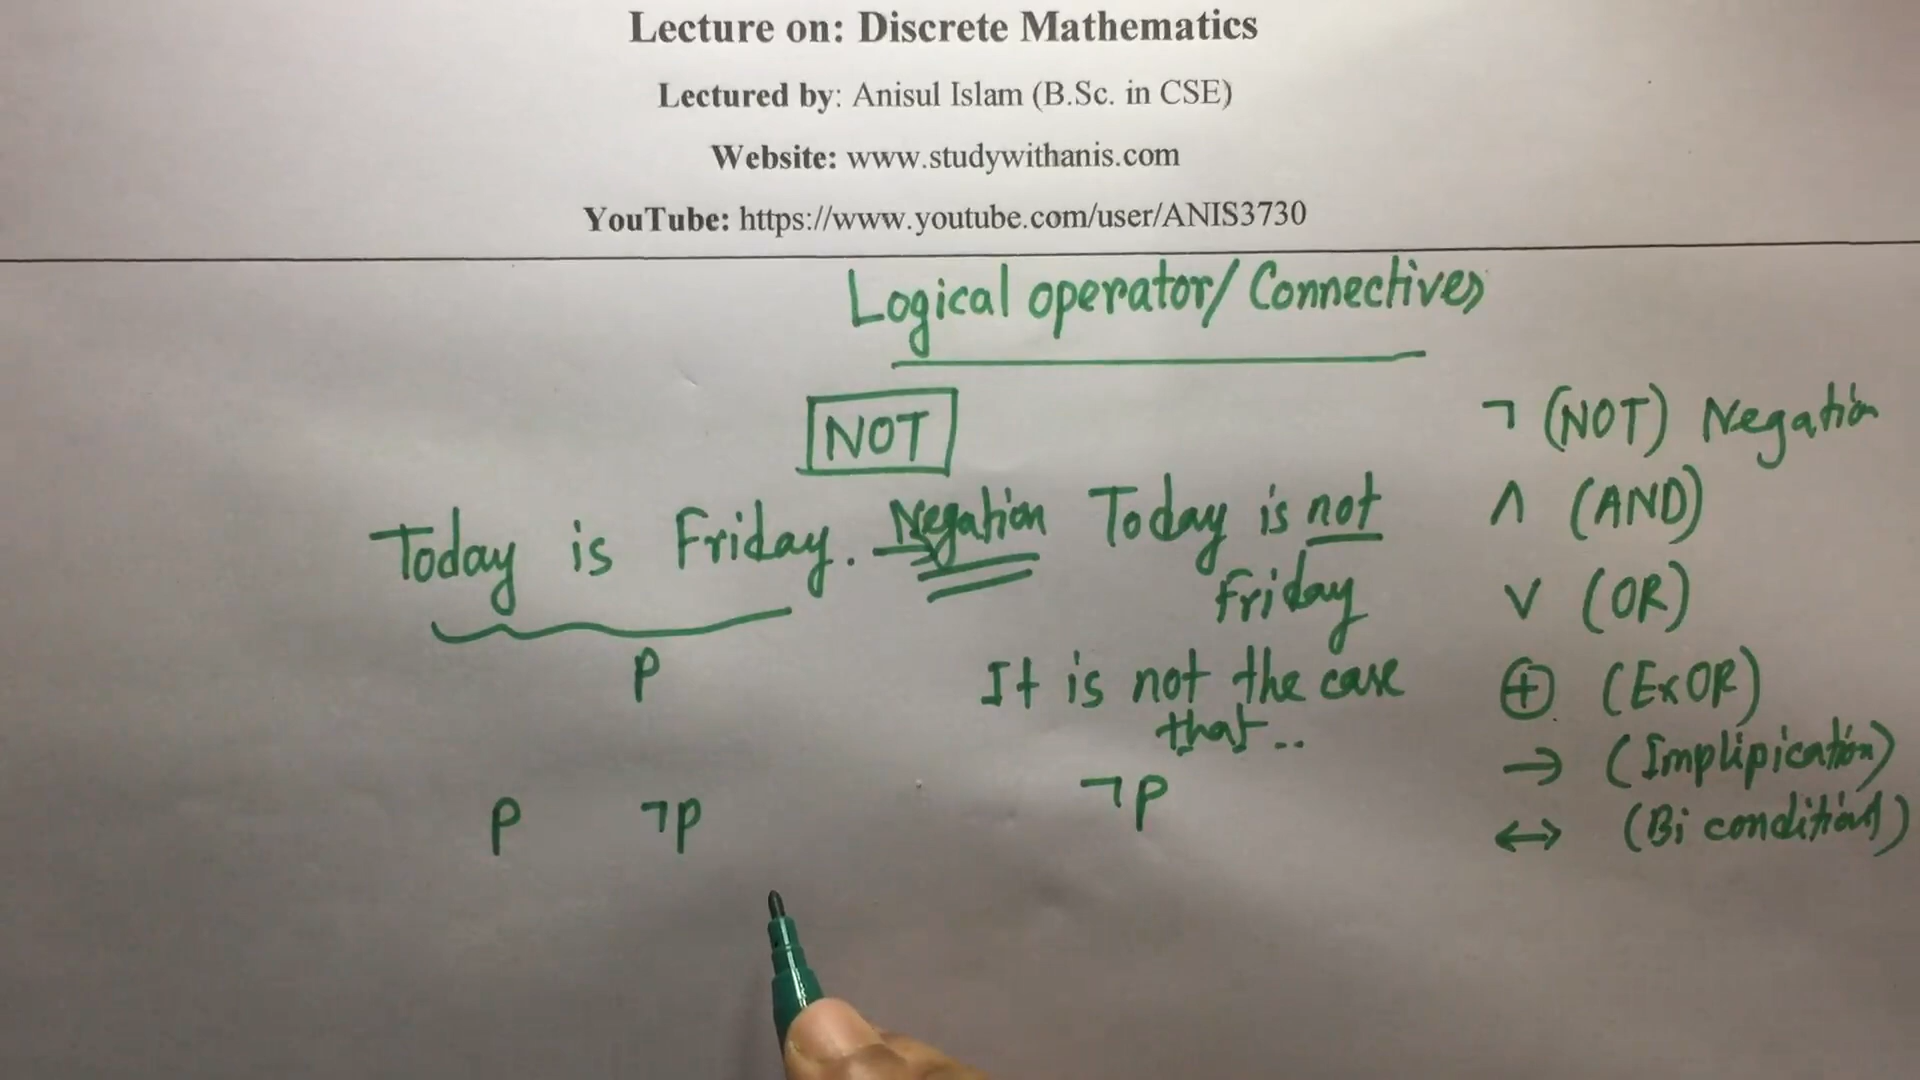 Lecture on: Discrete Mathematics
Lectured by: Anisul Islam (B.Sc. in CSE)
Website: www.studywithanis.com
YouTube: https://www.youtube.com/user/ANIS3730
Logical operator/Connectives
NOT
Today is Friday. Negation Today is not
Friday
P
It is not the case
that..
P ¬P
¬P
¬ (NOT) Negation
∧ (AND)
∨ (OR)
⊕ (ExOR)
→ (Implipication)
↔ (Bi condition)